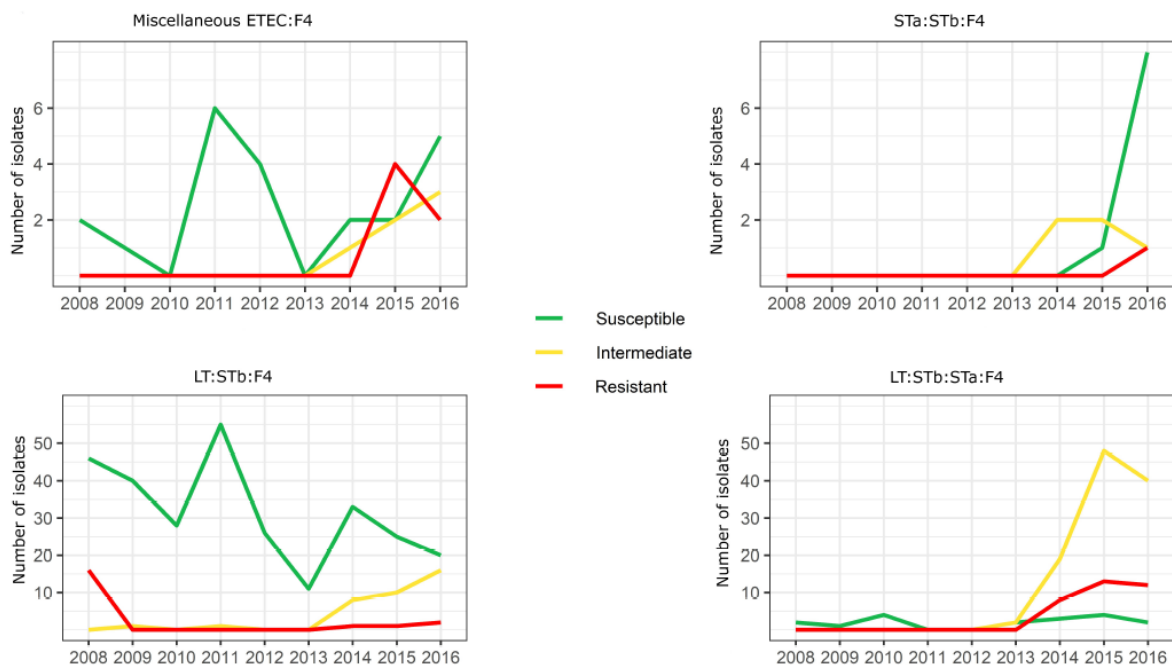 Miscellaneous ETEC:F4
Number of isolates
6
4
2
2008 2009 2010 2011 2012 2013 2014 2015 2016
STa:STb:F4
Number of isolates
6
4
2
2008 2009 2010 2011 2012 2013 2014 2015 2016
Susceptible
Intermediate
Resistant
LT:STb:F4
Number of isolates
50
40
30
20
10
2008 2009 2010 2011 2012 2013 2014 2015 2016
LT:STb:STa:F4
Number of isolates
50
40
30
20
10
2008 2009 2010 2011 2012 2013 2014 2015 2016